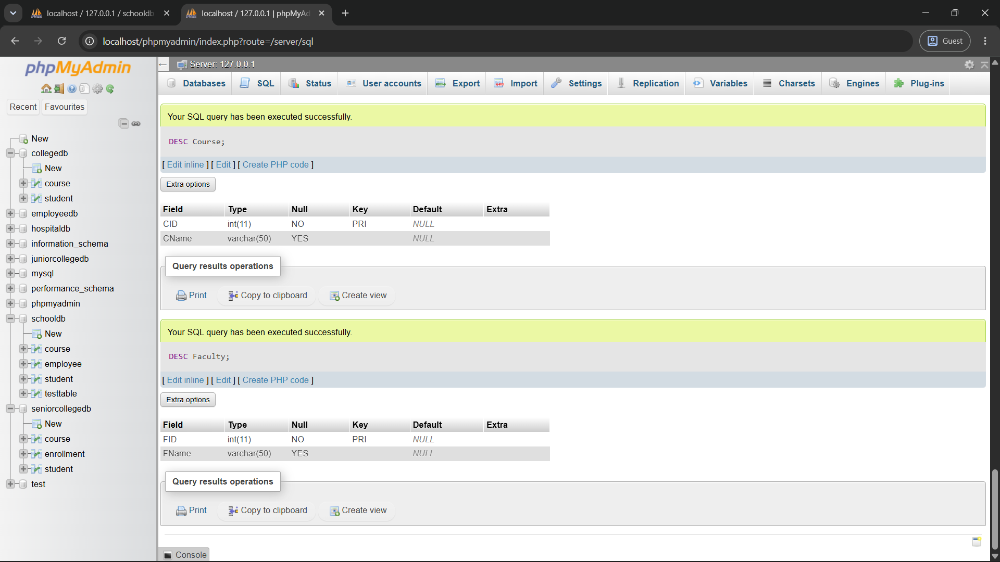 localhost / 127.0.0.1 / schooldb
localhost / 127.0.0.1 | phpMyAd
localhost/phpmyadmin/index.php?route=/server/sql
Guest
phpMyAdmin
Recent
Favourites
New
collegedb
New
course
student
employeedb
hospitaldb
information_schema
juniorcollegedb
mysql
performance_schema
phpmyadmin
schooldb
New
course
employee
student
testtable
seniorcollegedb
New
course
enrollment
student
test
Server: 127.0.0.1
Databases SQL Status User accounts Export Import Settings Replication Variables Charsets Engines Plug-ins
Your SQL query has been executed successfully.
DESC Course;
[ Edit inline ] [ Edit ] [ Create PHP code ]
Extra options
Field Type Null Key Default Extra
CID int(11) NO PRI NULL
CName varchar(50) YES NULL
Query results operations
Print Copy to clipboard Create view
Your SQL query has been executed successfully.
DESC Faculty;
[ Edit inline ] [ Edit ] [ Create PHP code ]
Extra options
Field Type Null Key Default Extra
FID int(11) NO PRI NULL
FName varchar(50) YES NULL
Query results operations
Print Copy to clipboard Create view
Console